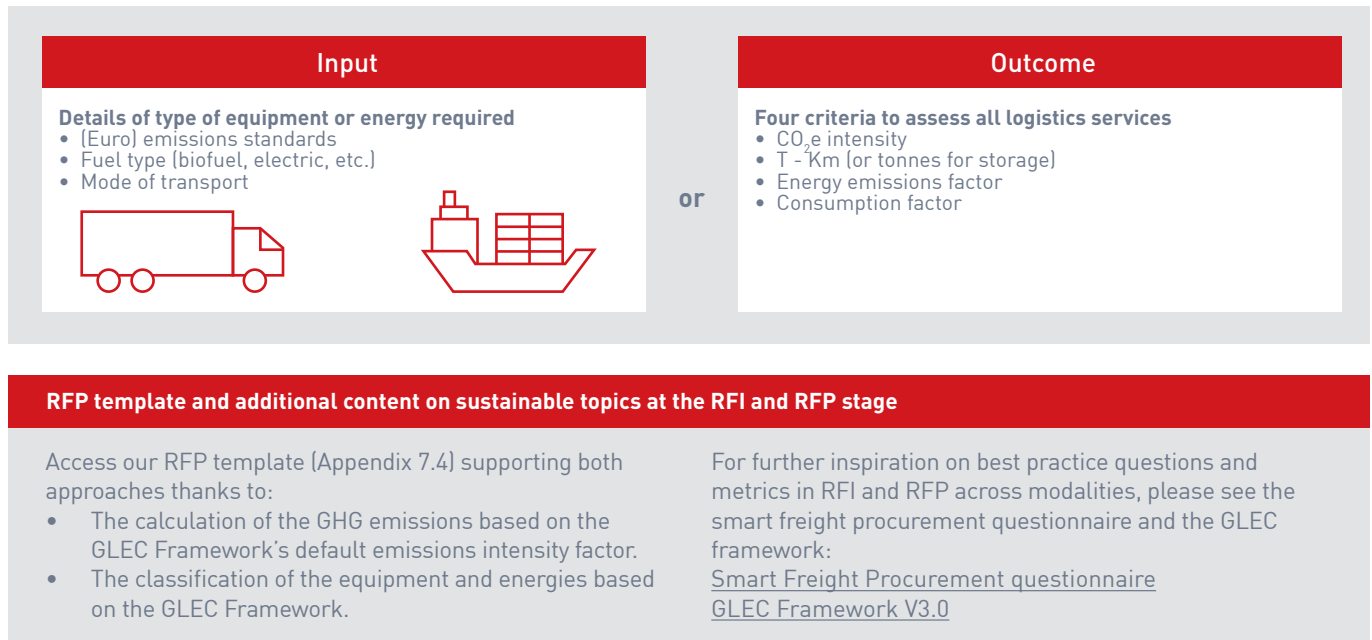 Input
Details of type of equipment or energy required
• (Euro) emissions standards
• Fuel type (biofuel, electric, etc.)
• Mode of transport
or
Outcome
Four criteria to assess all logistics services
• CO₂e intensity
• T - Km (or tonnes for storage)
• Energy emissions factor
• Consumption factor
RFP template and additional content on sustainable topics at the RFI and RFP stage
Access our RFP template (Appendix 7.4) supporting both
approaches thanks to:
• The calculation of the GHG emissions based on the
GLEC Framework's default emissions intensity factor.
• The classification of the equipment and energies based
on the GLEC Framework.
For further inspiration on best practice questions and
metrics in RFI and RFP across modalities, please see the
smart freight procurement questionnaire and the GLEC
framework:
Smart Freight Procurement questionnaire
GLEC Framework V3.0